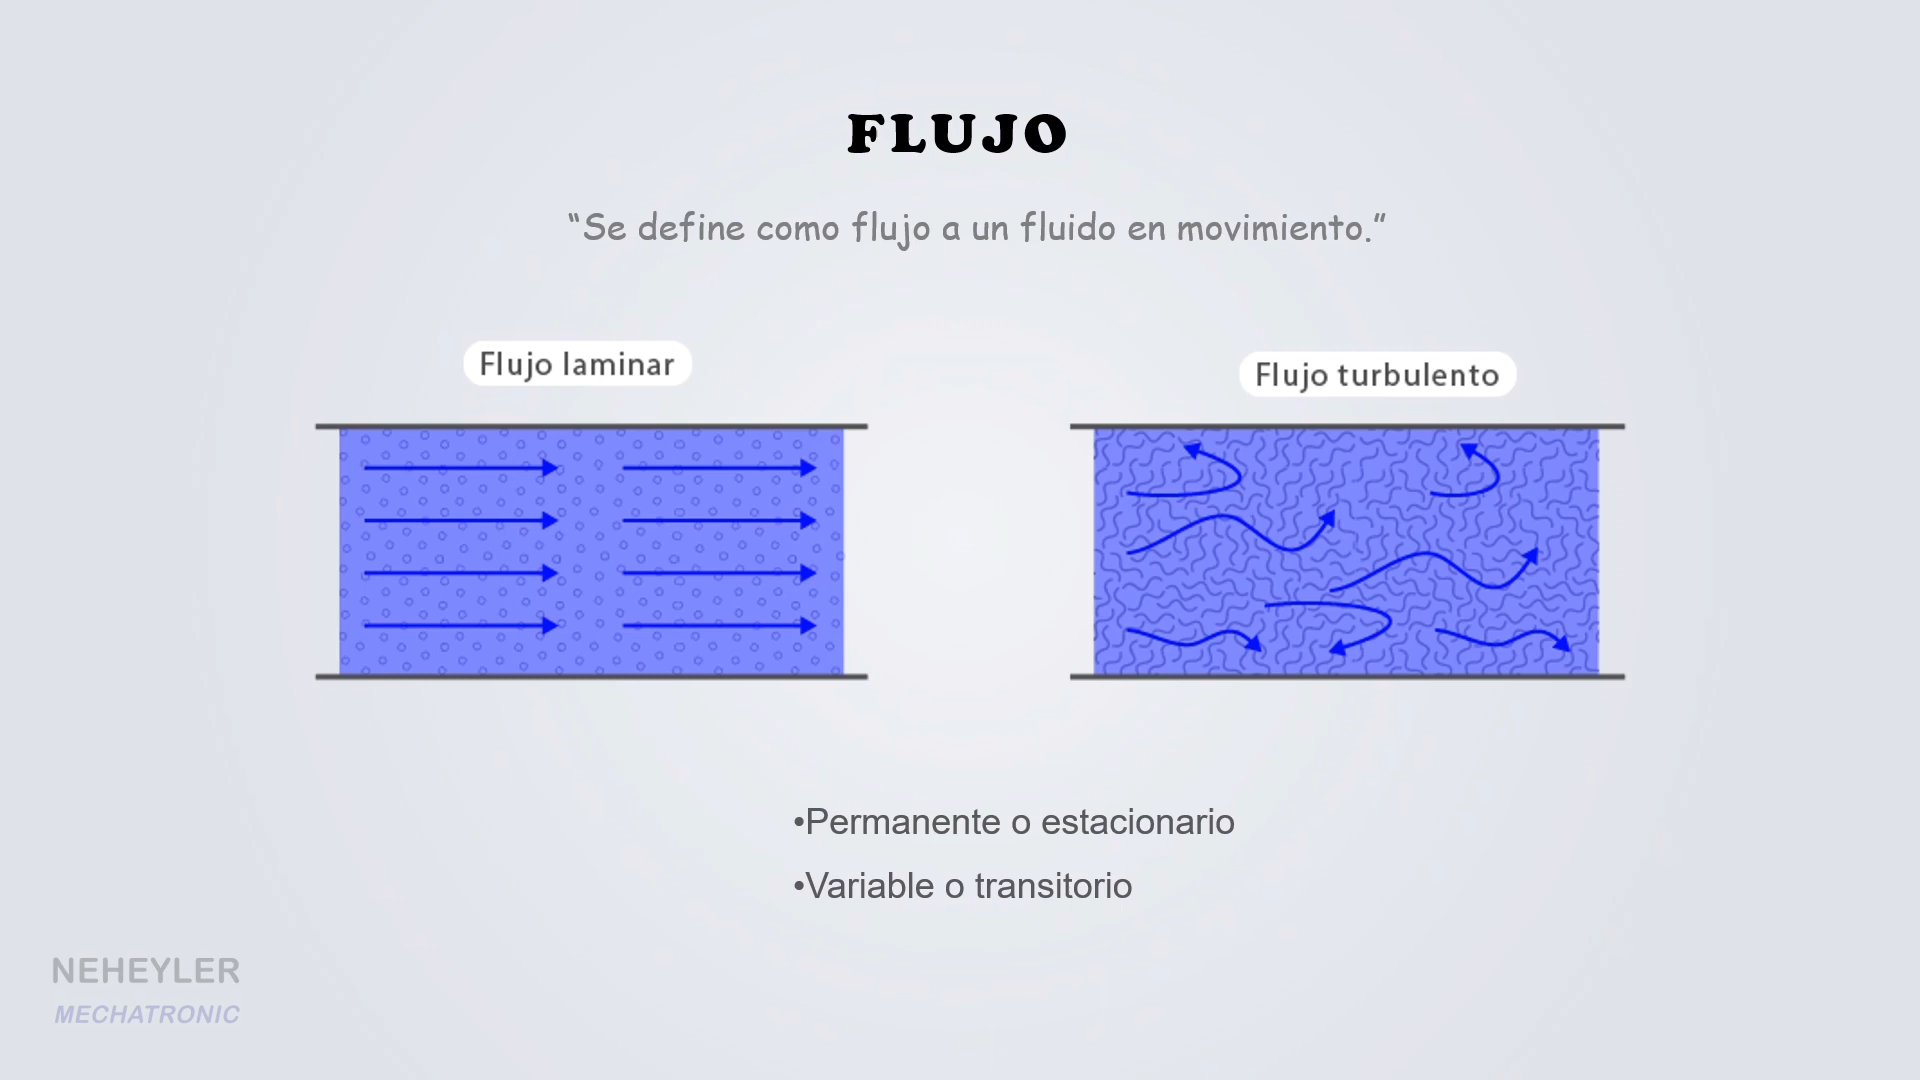 FLUJO
“Se define como flujo a un fluido en movimiento.”
Flujo laminar
Flujo turbulento
•Permanente o estacionario
•Variable o transitorio
NEHEYLER
MECHATRONIC